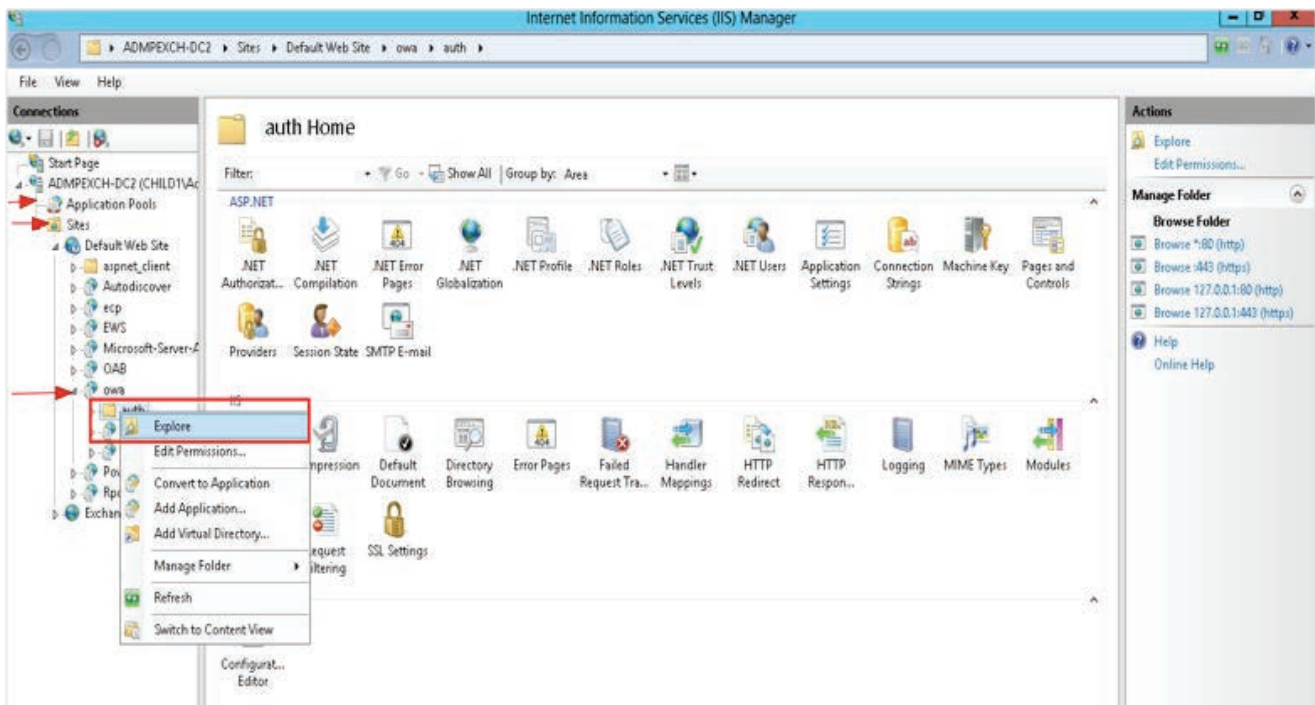 Internet Information Services (IIS) Manager
ADMPEXCH-DC2 Sites Default Web Site owa auth
File View Help
Connections
Start Page
ADMPEXCH-DC2 (CHILD1\Ac
Application Pools
Sites
Default Web Site
aspnet_client
Autodiscover
ecp
EWS
Microsoft-Server-A
OAB
owa
auth
Pov
Rpc
Exchan
Explore
Edit Permissions...
Convert to Application
Add Application...
Add Virtual Directory...
Manage Folder
Refresh
Switch to Content View
auth Home
Filter: Go Show All Group by: Area
ASP.NET
.NET Authorizat...
.NET Compilation
.NET Error Pages
.NET Globalization
.NET Profile
.NET Roles
.NET Trust Levels
.NET Users
Application Settings
Connection Strings
Machine Key
Pages and Controls
Providers
Session State
SMTP E-mail
IIS
mpression
Default Document
Directory Browsing
Error Pages
Failed Request Tra...
Handler Mappings
HTTP Redirect
HTTP Respon...
Logging
MIME Types
Modules
equest
iltering
SSL Settings
Configurat... Editor
Actions
Explore
Edit Permissions...
Manage Folder
Browse Folder
Browse *:80 (http)
Browse :443 (https)
Browse 127.0.0.1:80 (http)
Browse 127.0.0.1:443 (https)
Help
Online Help